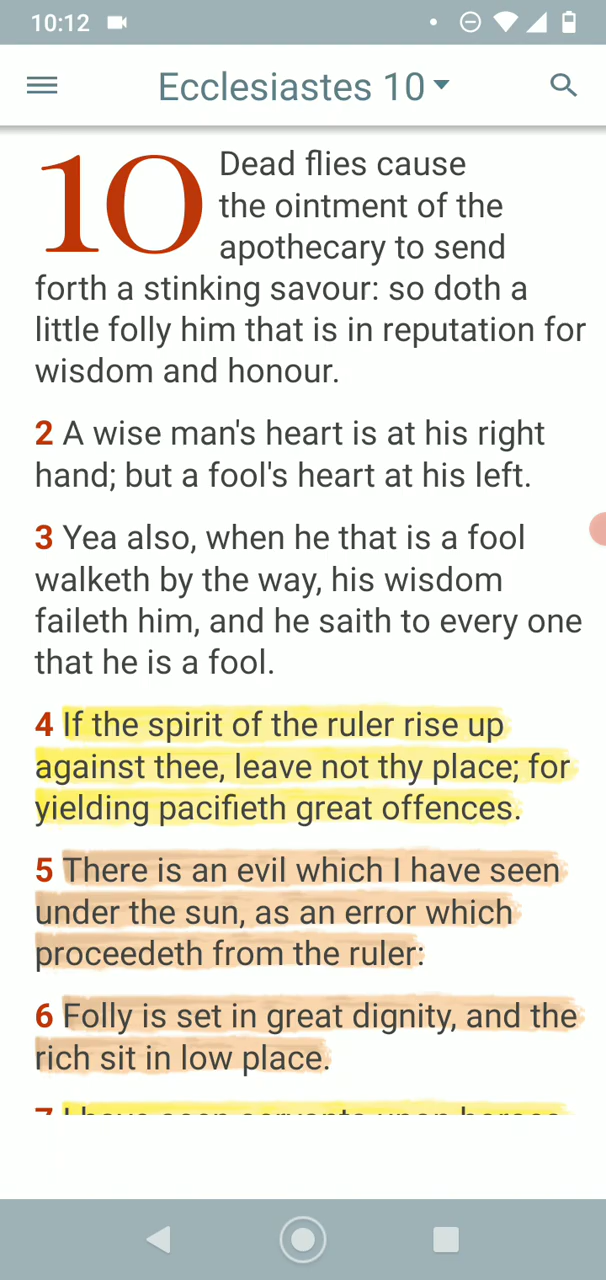 10:12
Ecclesiastes 10
10 Dead flies cause
the ointment of the
apothecary to send
forth a stinking savour: so doth a
little folly him that is in reputation for
wisdom and honour.
2 A wise man's heart is at his right
hand; but a fool's heart at his left.
3 Yea also, when he that is a fool
walketh by the way, his wisdom
faileth him, and he saith to every one
that he is a fool.
4 If the spirit of the ruler rise up
against thee, leave not thy place; for
yielding pacifieth great offences.
5 There is an evil which I have seen
under the sun, as an error which
proceedeth from the ruler:
6 Folly is set in great dignity, and the
rich sit in low place.
7 I have seen servants upon horses